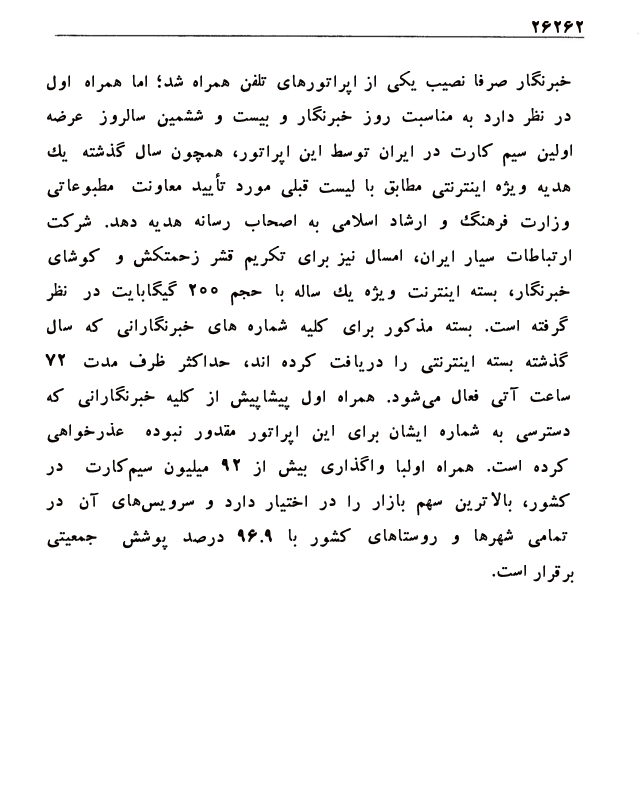 ۲۶۲۶۲
خبرنگار صرفا نصیب یکی از اپراتورهای تلفن همراه شد؛ اما همراه اول
در نظر دارد به مناسبت روز خبرنگار و بیست و ششمین سالروز عرضه
اولین سیم کارت در ایران توسط این اپراتور، همچون سال گذشته یك
هدیه ویژه اینترنتی مطابق با لیست قبلی مورد تأیید معاونت مطبوعاتی
وزارت فرهنگ و ارشاد اسلامی به اصحاب رسانه هدیه دهد. شرکت
ارتباطات سیار ایران، امسال نیز برای تکریم قشر زحمتکش و کوشای
خبرنگار، بسته اینترنت ویژه یك ساله با حجم ۲۰۰ گیگابایت در نظر
گرفته است. بسته مذکور برای کلیه شماره های خبرنگارانی که سال
گذشته بسته اینترنتی را دریافت کرده اند، حداکثر ظرف مدت ۷۲
ساعت آتی فعال می‌شود. همراه اول پیشاپیش از کلیه خبرنگارانی که
دسترسی به شماره ایشان برای این اپراتور مقدور نبوده عذرخواهی
کرده است. همراه اولبا واگذاری بیش از ۹۲ میلیون سیم‌کارت در
کشور، بالاترین سهم بازار را در اختیار دارد و سرویس‌های آن در
تمامی شهرها و روستاهای کشور با ۹۶.۹ درصد پوشش جمعیتی
برقرار است.